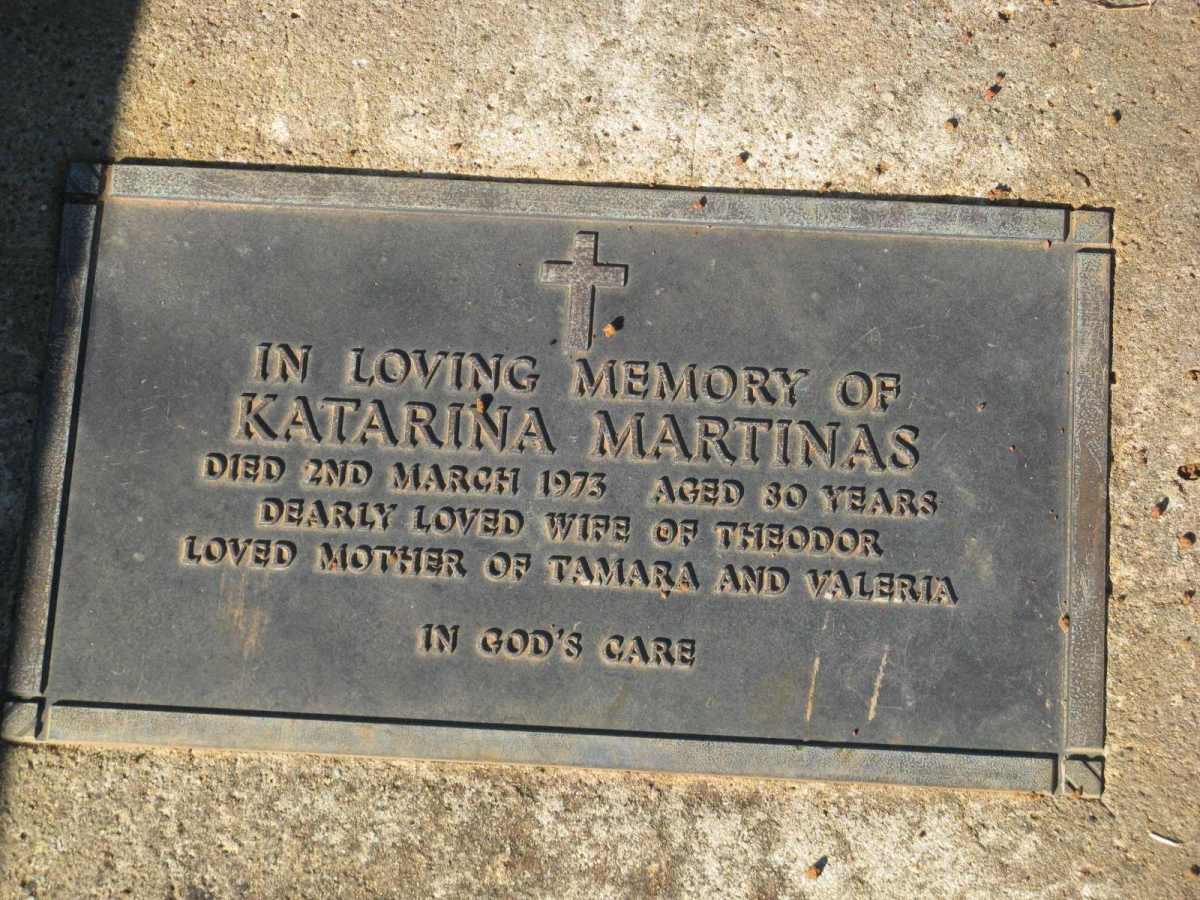 IN LOVING MEMORY OF
KATARINA MARTINAS
DIED 2ND MARCH 1973 AGED 80 YEARS
DEARLY LOVED WIFE OF THEODOR
LOVED MOTHER OF TAMARA AND VALERIA
IN GOD'S CARE